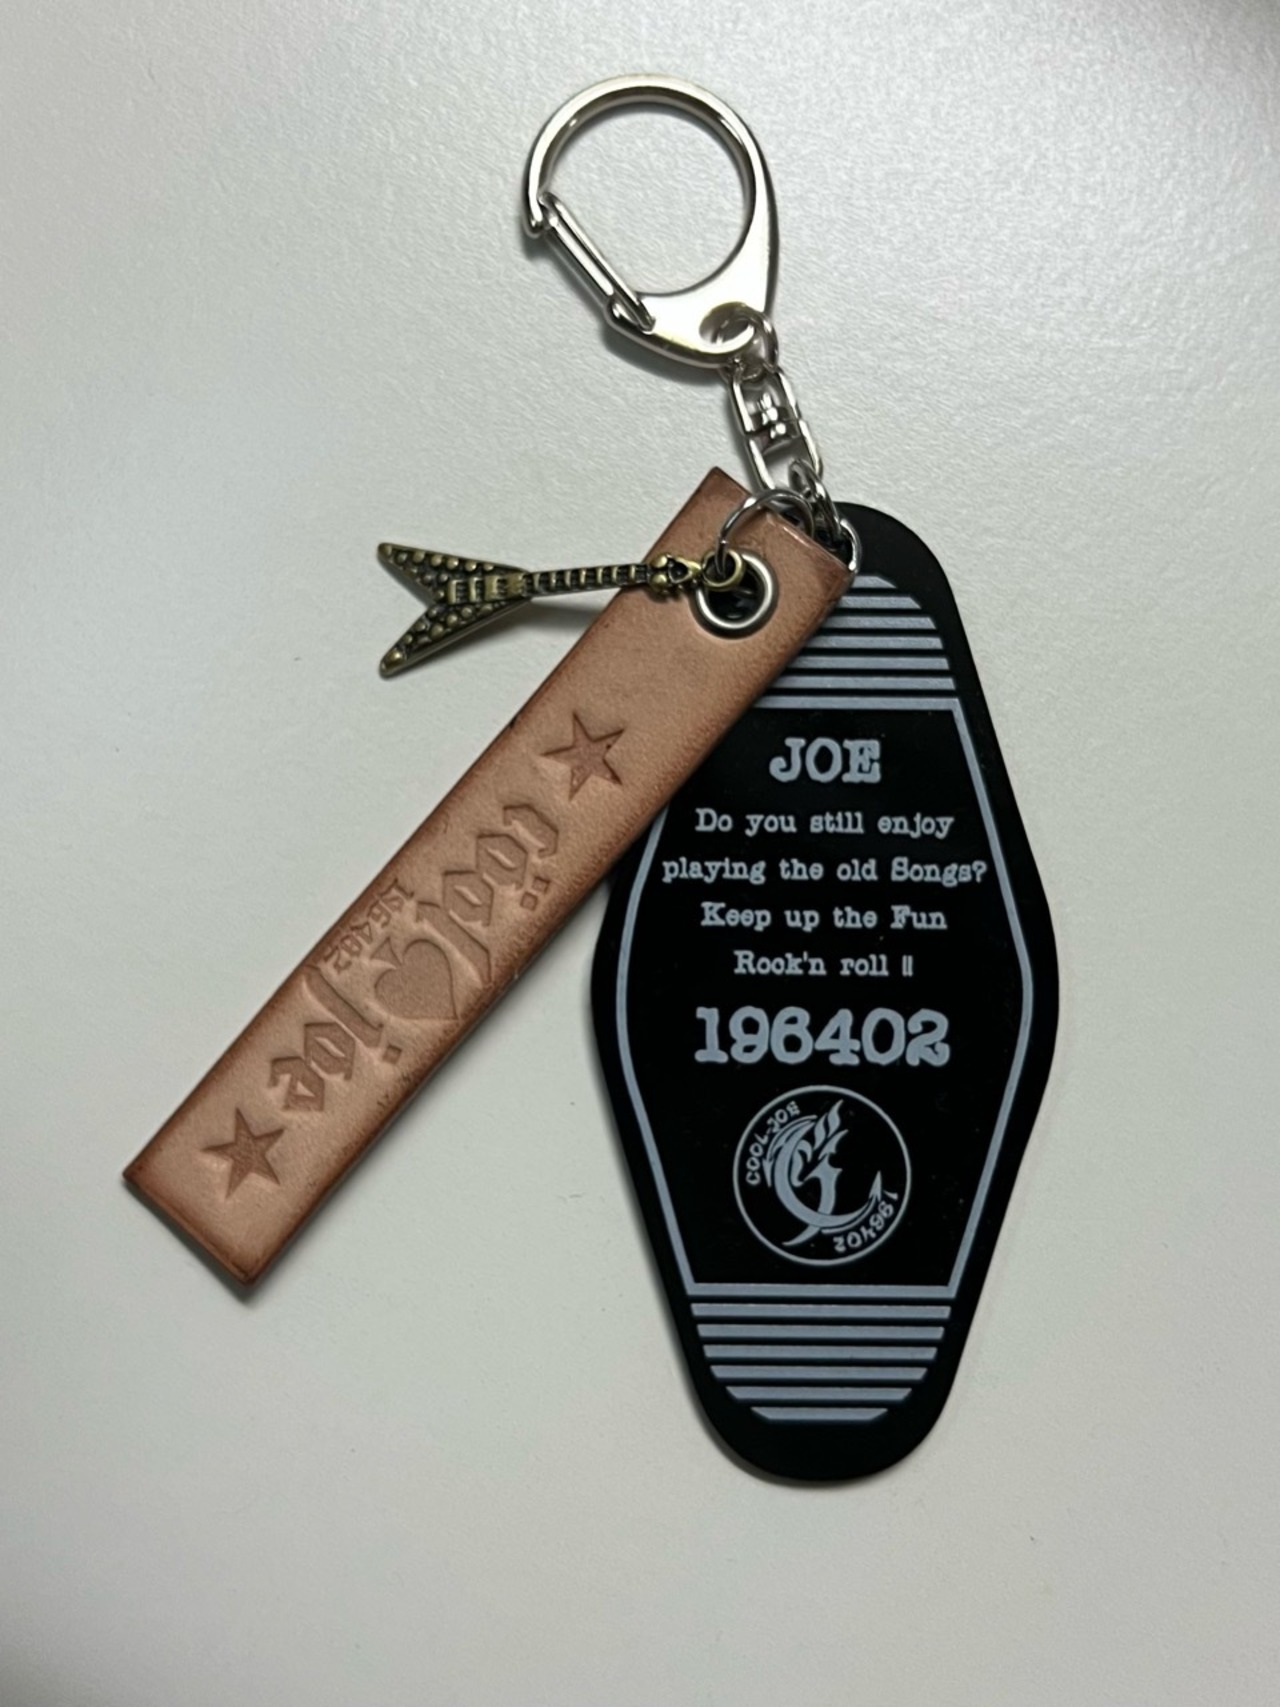 JOE
Do you still enjoy
playing the old Songs?
Keep up the Fun
Rock'n roll !!
196402
COOL-JOE
196402
cool
196402
Joe